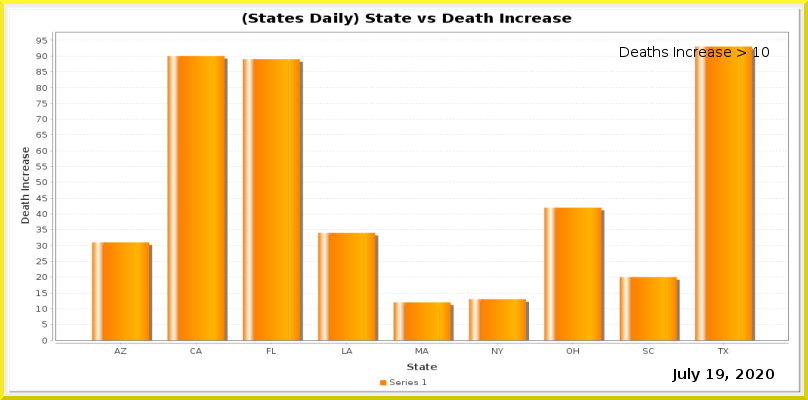 (States Daily) State vs Death Increase
Deaths Increase > 10
Death Increase
95
90
85
80
75
70
65
60
55
50
45
40
35
30
25
20
15
10
5
0
AZ CA FL LA MA NY OH SC TX
State
Series 1
July 19, 2020